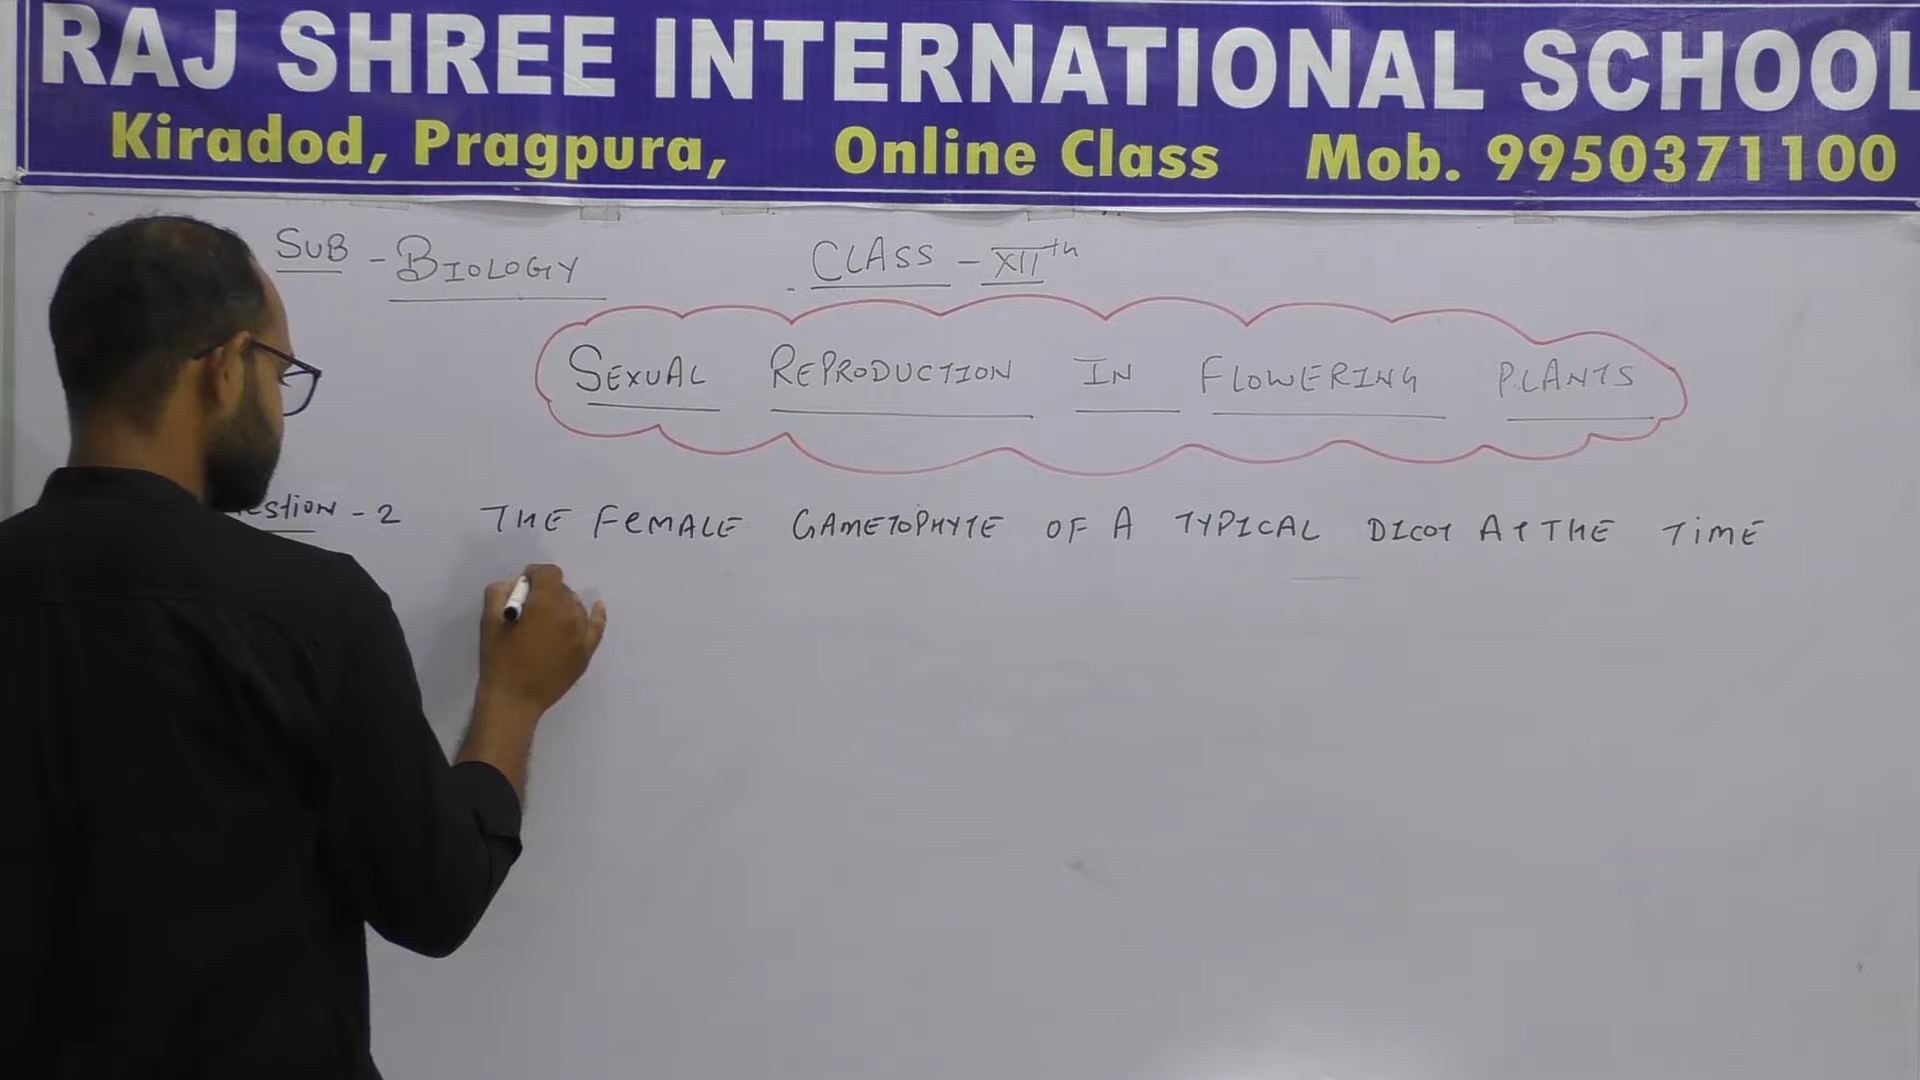 RAJ SHREE INTERNATIONAL SCHOOL
Kiradod, Pragpura, Online Class Mob. 9950371100
SUB - BIOLOGY CLASS - XIIth
SEXUAL REPRODUCTION IN FLOWERING PLANTS
estion - 2 THE FEMALE GAMETOPHYTE OF A TYPICAL DICOT AT THE TIME